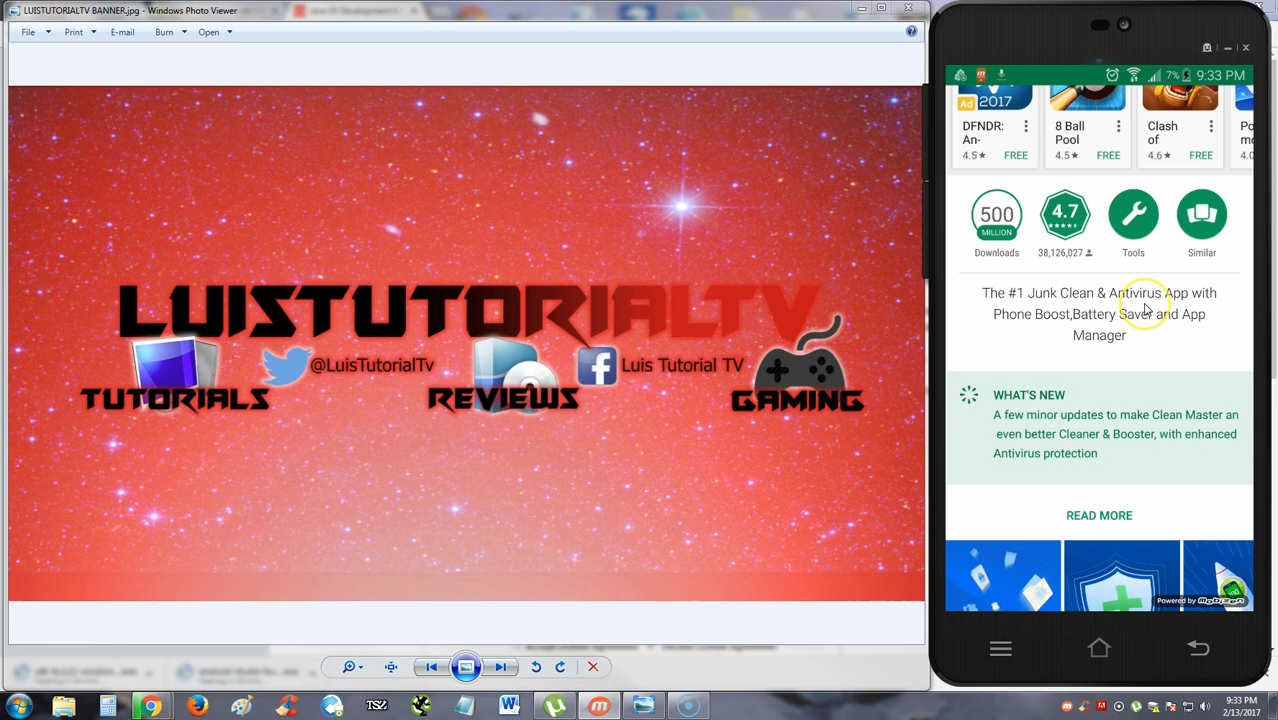 LUISTUTORIALTV BANNER.jpg - Windows Photo Viewer
File Print E-mail Burn Open
LUISTUTORIALTV
@LuisTutorialTv
Luis Tutorial TV
TUTORIALS
REVIEWS
GAMING
7% 9:33 PM
Ad 2017
DFNDR:
An-
4.5★ FREE
8 Ball
Pool
4.5★ FREE
Clash
of
4.6★ FREE
500
MILLION
Downloads
4.7
38,126,027
Tools
Similar
The #1 Junk Clean & Antivirus App with
Phone Boost,Battery Saver and App
Manager
WHAT'S NEW
A few minor updates to make Clean Master an
even better Cleaner & Booster, with enhanced
Antivirus protection
READ MORE
Powered by Mobizen
9:33 PM
2/13/2017